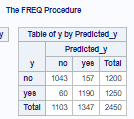 The FREQ Procedure
y
Table of y by Predicted_y
Predicted_y
y no yes Total
no 1043 157 1200
yes 60 1190 1250
Total 1103 1347 2450